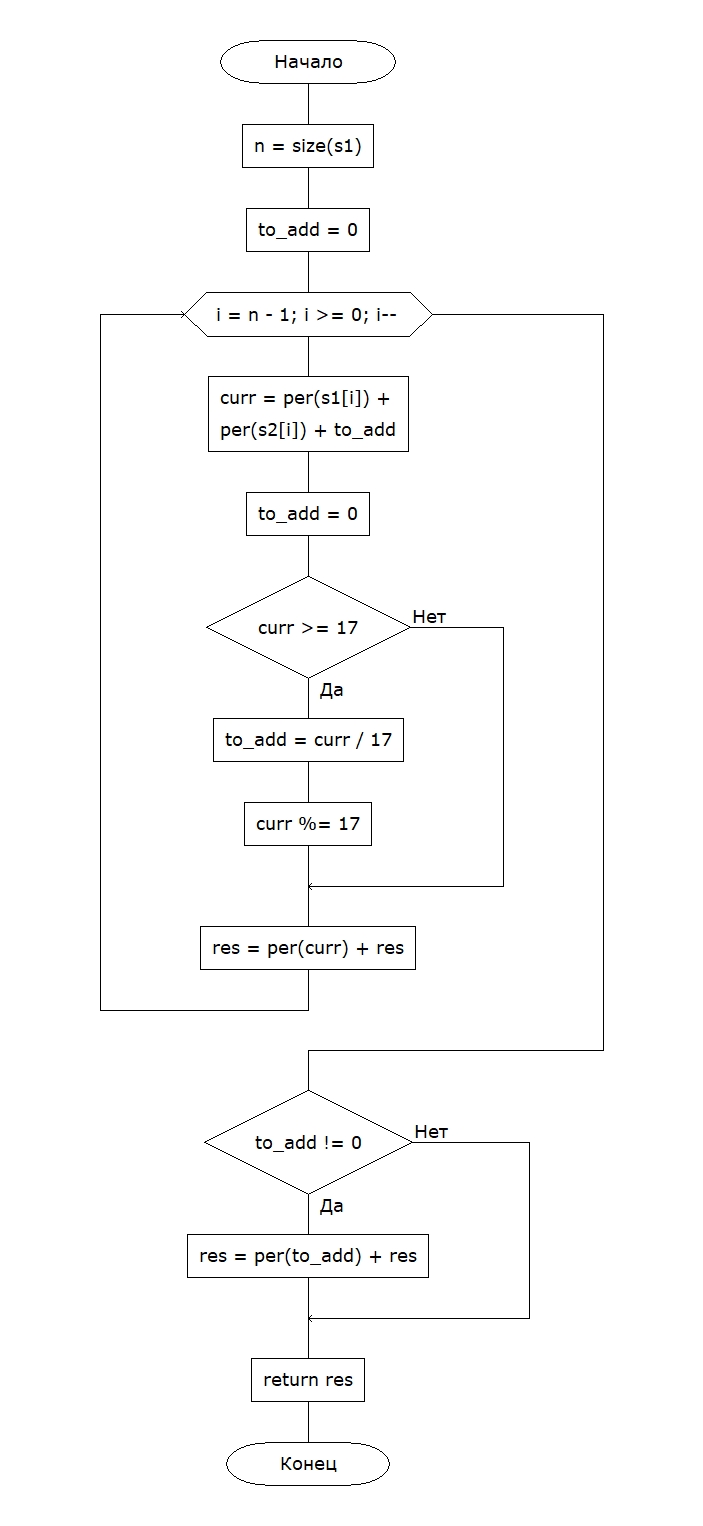 Начало
n = size(s1)
to_add = 0
i = n - 1; i >= 0; i--
curr = per(s1[i]) +
per(s2[i]) + to_add
to_add = 0
curr >= 17
Нет
Да
to_add = curr / 17
curr %= 17
res = per(curr) + res
to_add != 0
Нет
Да
res = per(to_add) + res
return res
Конец